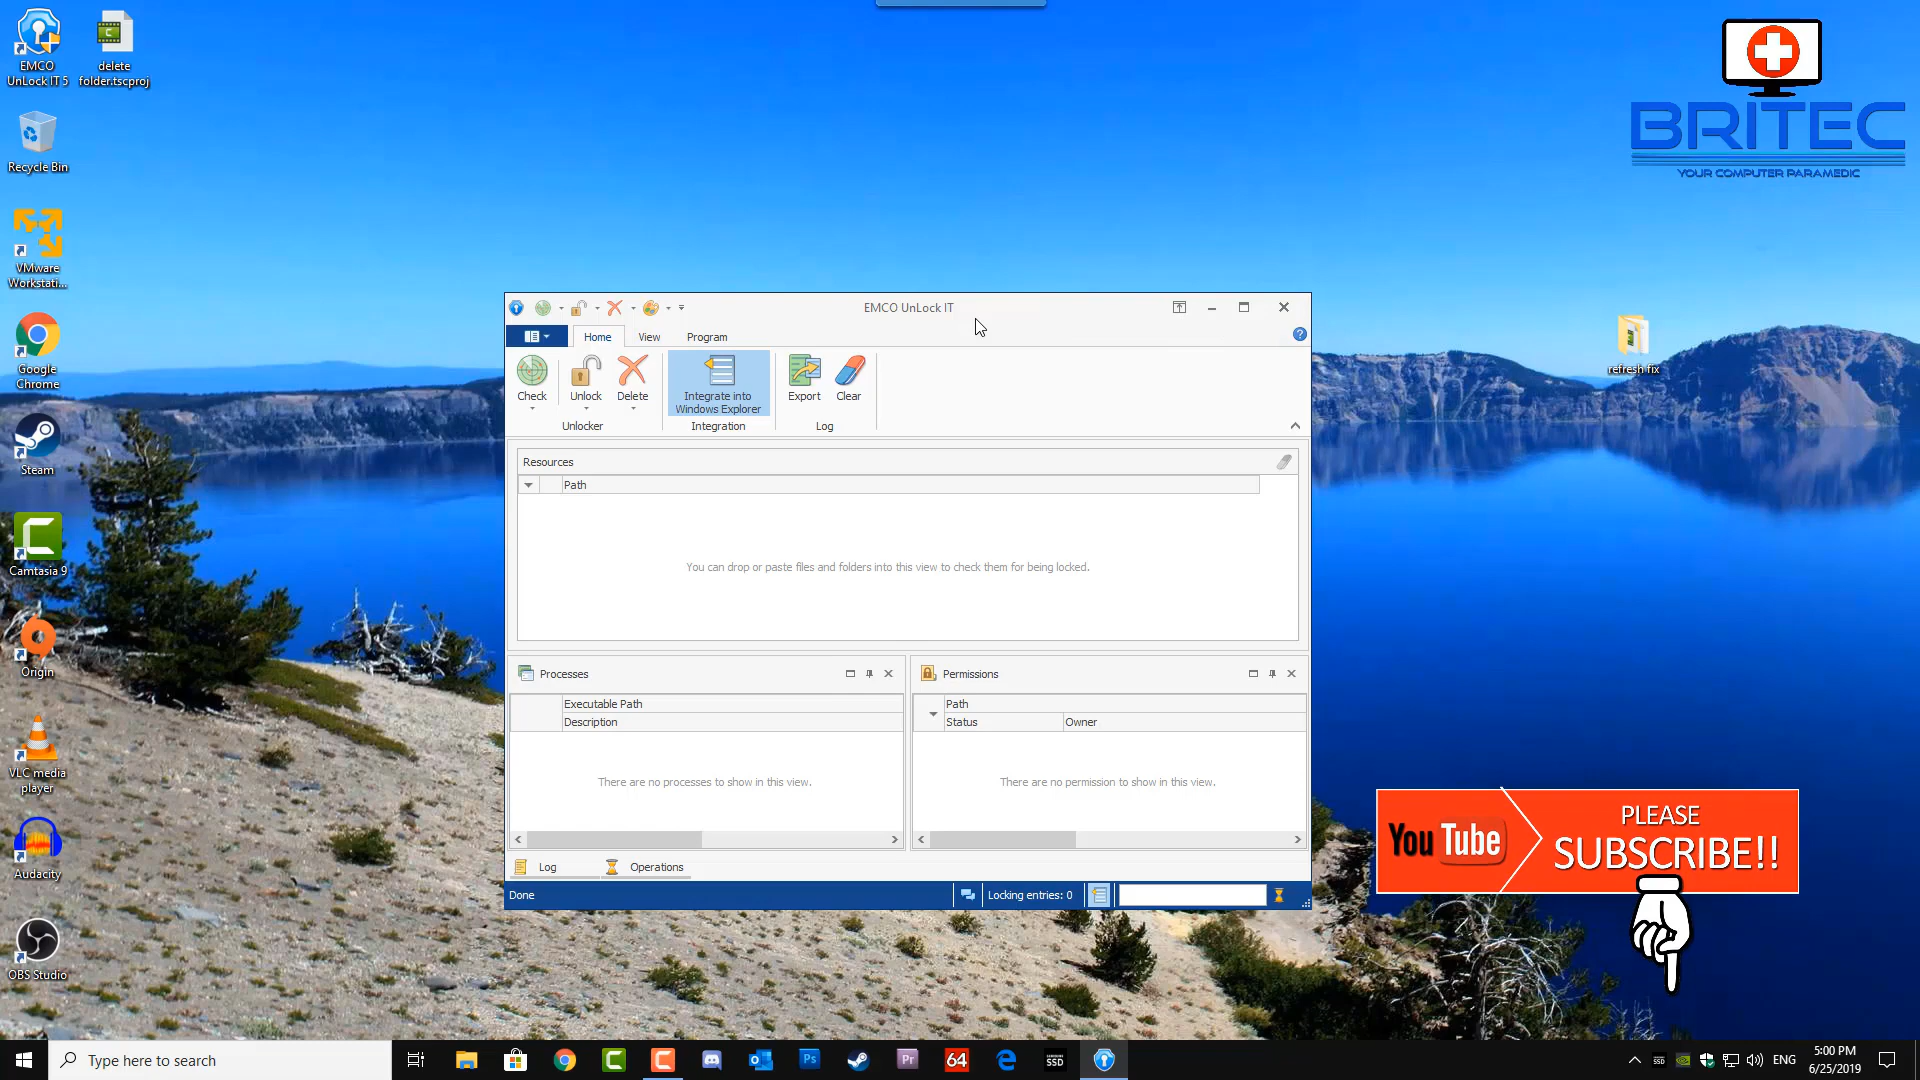 EMCO
UnLock IT 5
delete
folder.tscproj
Recycle Bin
VMware
Workstati...
Google
Chrome
Steam
Camtasia 9
Origin
VLC media
player
Audacity
OBS Studio
BRITEC
YOUR COMPUTER PARAMEDIC
refresh fix
EMCO UnLock IT
Home
View
Program
Check
Unlock
Delete
Integrate into
Windows Explorer
Export
Clear
Unlocker
Integration
Log
Resources
Path
You can drop or paste files and folders into this view to check them for being locked.
Processes
Executable Path
Description
There are no processes to show in this view.
Permissions
Path
Status
Owner
There are no permission to show in this view.
Log
Operations
Done
Locking entries: 0
YouTube
PLEASE
SUBSCRIBE!!
Type here to search
Ps
Pr
64
SSD
ENG
5:00 PM
6/25/2019